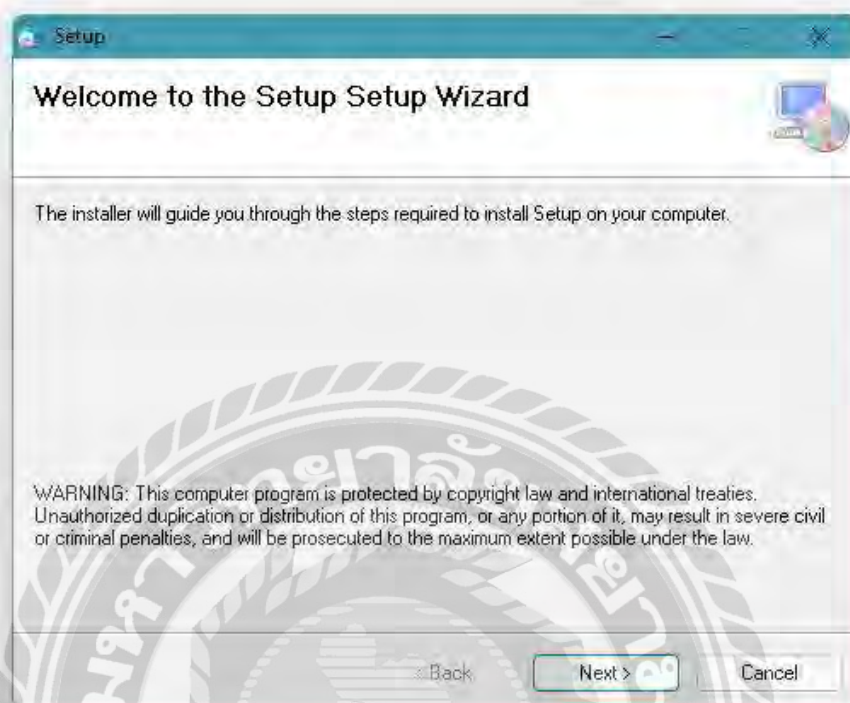 Setup
Welcome to the Setup Setup Wizard
The installer will guide you through the steps required to install Setup on your computer.
WARNING: This computer program is protected by copyright law and international treaties.
Unauthorized duplication or distribution of this program, or any portion of it, may result in severe civil
or criminal penalties, and will be prosecuted to the maximum extent possible under the law.
< Back
Next >
Cancel